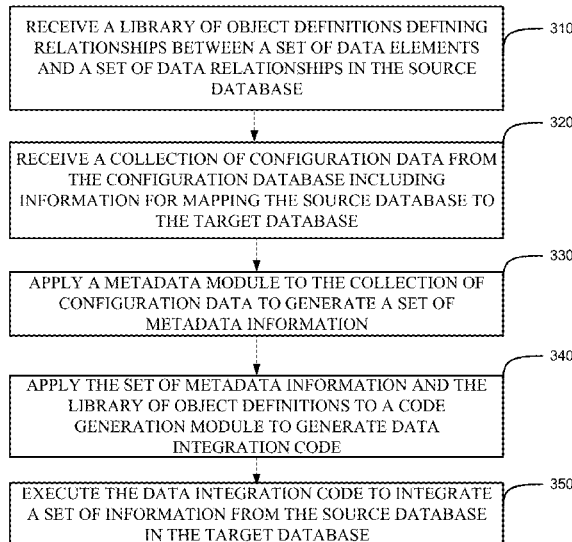 RECEIVE A LIBRARY OF OBJECT DEFINITIONS DEFINING
RELATIONSHIPS BETWEEN A SET OF DATA ELEMENTS
AND A SET OF DATA RELATIONSHIPS IN THE SOURCE
DATABASE
310
RECEIVE A COLLECTION OF CONFIGURATION DATA FROM
THE CONFIGURATION DATABASE INCLUDING
INFORMATION FOR MAPPING THE SOURCE DATABASE TO
THE TARGET DATABASE
320
APPLY A METADATA MODULE TO THE COLLECTION OF
CONFIGURATION DATA TO GENERATE A SET OF
METADATA INFORMATION
330
APPLY THE SET OF METADATA INFORMATION AND THE
LIBRARY OF OBJECT DEFINITIONS TO A CODE
GENERATION MODULE TO GENERATE DATA
INTEGRATION CODE
340
EXECUTE THE DATA INTEGRATION CODE TO INTEGRATE
A SET OF INFORMATION FROM THE SOURCE DATABASE
IN THE TARGET DATABASE
350